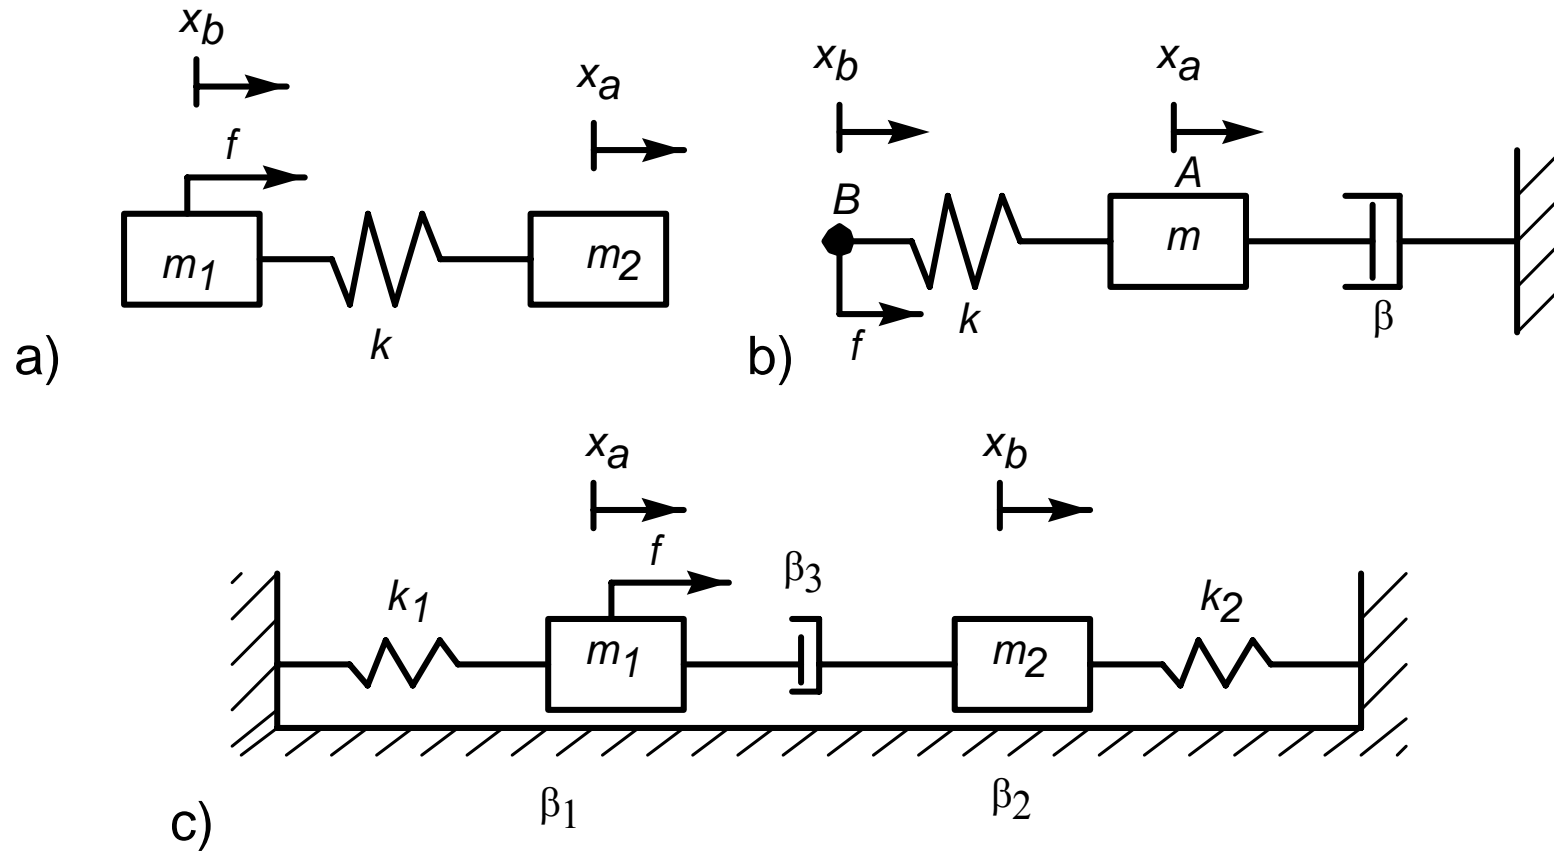 x_b
x_a
f
m_1
m_2
k
a)
x_b
x_a
B
A
m
k
f
β
b)
x_a
x_b
f
β_3
k_1
k_2
m_1
m_2
β_1
β_2
c)